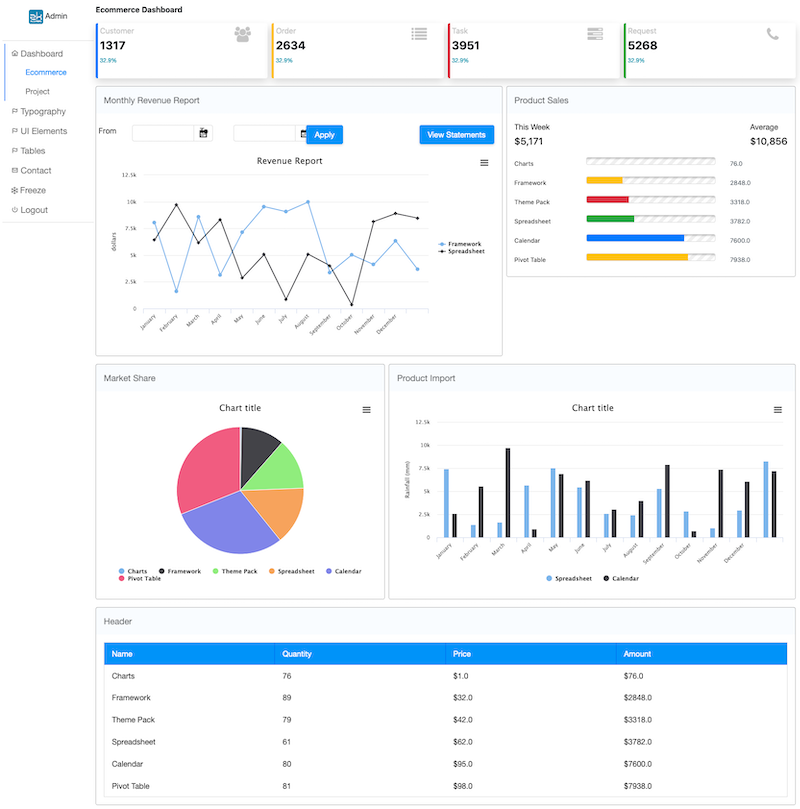 ZK Admin
Dashboard
Ecommerce
Project
Typography
UI Elements
Tables
Contact
Freeze
Logout
Ecommerce Dashboard
Customer
1317
32.9%
Order
2634
32.9%
Task
3951
32.9%
Request
5268
32.9%
Monthly Revenue Report
From
Apply
View Statements
Revenue Report
dollars
12.5k
10k
7.5k
5k
2.5k
0
January
February
March
April
May
June
July
August
September
October
November
December
Framework
Spreadsheet
Product Sales
This Week
$5,171
Average
$10,856
Charts 76.0
Framework 2848.0
Theme Pack 3318.0
Spreadsheet 3782.0
Calendar 7600.0
Pivot Table 7938.0
Market Share
Chart title
Charts Framework Theme Pack Spreadsheet Calendar
Pivot Table
Product Import
Chart title
Rainfall (mm)
12.5k
10k
7.5k
5k
2.5k
0
January
February
March
April
May
June
July
August
September
October
November
December
Spreadsheet Calendar
Header
Name Quantity Price Amount
Charts 76 $1.0 $76.0
Framework 89 $32.0 $2848.0
Theme Pack 79 $42.0 $3318.0
Spreadsheet 61 $62.0 $3782.0
Calendar 80 $95.0 $7600.0
Pivot Table 81 $98.0 $7938.0